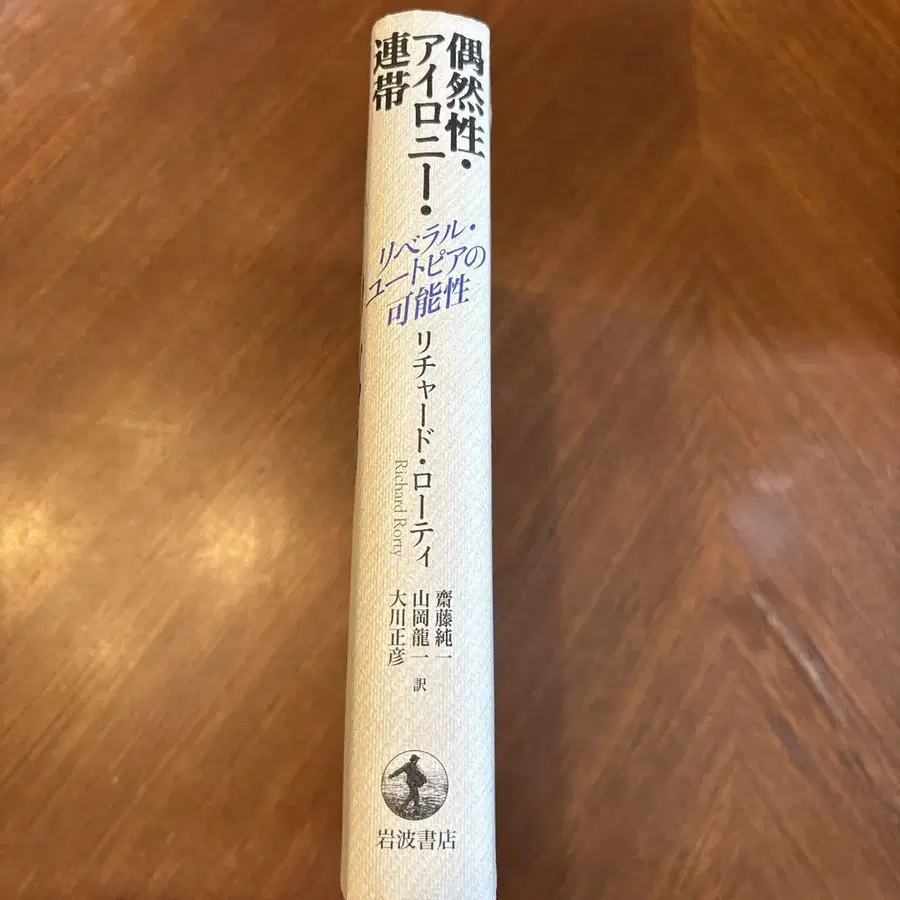 偶然性・
アイロニー・
連帯
リベラル・
ユートピアの
可能性
リチャード・ローティ
Richard Rorty
齋藤純一
山岡龍一
大川正彦
訳
岩波書店